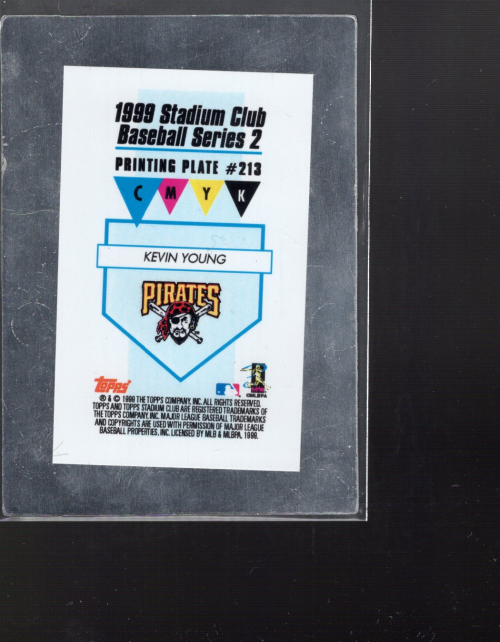 1999 Stadium Club
Baseball Series 2
PRINTING PLATE #213
C M Y K
KEVIN YOUNG
PIRATES
TOPPS
® & © 1999 THE TOPPS COMPANY, INC. ALL RIGHTS RESERVED.
TOPPS AND TOPPS STADIUM CLUB ARE REGISTERED TRADEMARKS OF
THE TOPPS COMPANY, INC. MAJOR LEAGUE BASEBALL TRADEMARKS
AND COPYRIGHTS ARE USED WITH PERMISSION OF MAJOR LEAGUE
BASEBALL PROPERTIES, INC. LICENSED BY MLB & MLBPA, 1999.